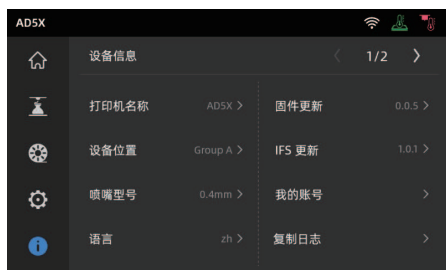 AD5X
设备信息
1/2
打印机名称 AD5X
固件更新 0.0.5
设备位置 Group A
IFS 更新 1.0.1
喷嘴型号 0.4mm
我的账号
语言 zh
复制日志